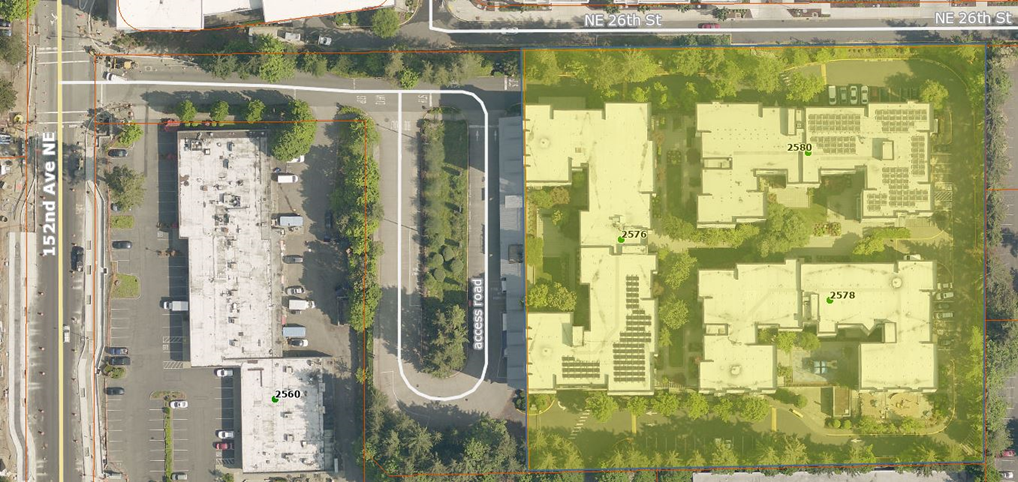 NE 26th St
NE 26th St
152nd Ave NE
2580
2576
access road
2578
2560